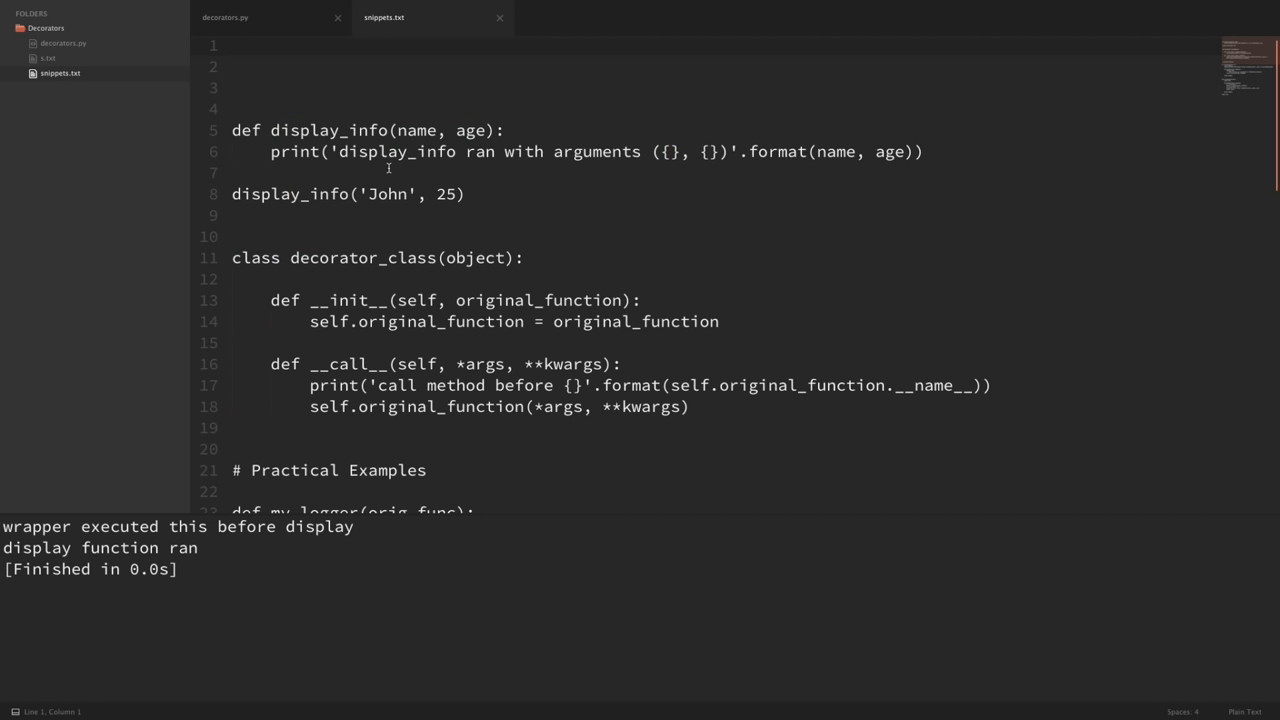 FOLDERS
Decorators
decorators.py
s.txt
snippets.txt
decorators.py ×
snippets.txt ×
1
2
3
4
5 def display_info(name, age):
6     print('display_info ran with arguments ({}, {})'.format(name, age))
7
8 display_info('John', 25)
9
10
11 class decorator_class(object):
12
13     def __init__(self, original_function):
14         self.original_function = original_function
15
16     def __call__(self, *args, **kwargs):
17         print('call method before {}'.format(self.original_function.__name__))
18         self.original_function(*args, **kwargs)
19
20
21 # Practical Examples
22
23 def my_logger(orig_func):
wrapper executed this before display
display function ran
[Finished in 0.0s]
Line 1, Column 1
Spaces: 4
Plain Text